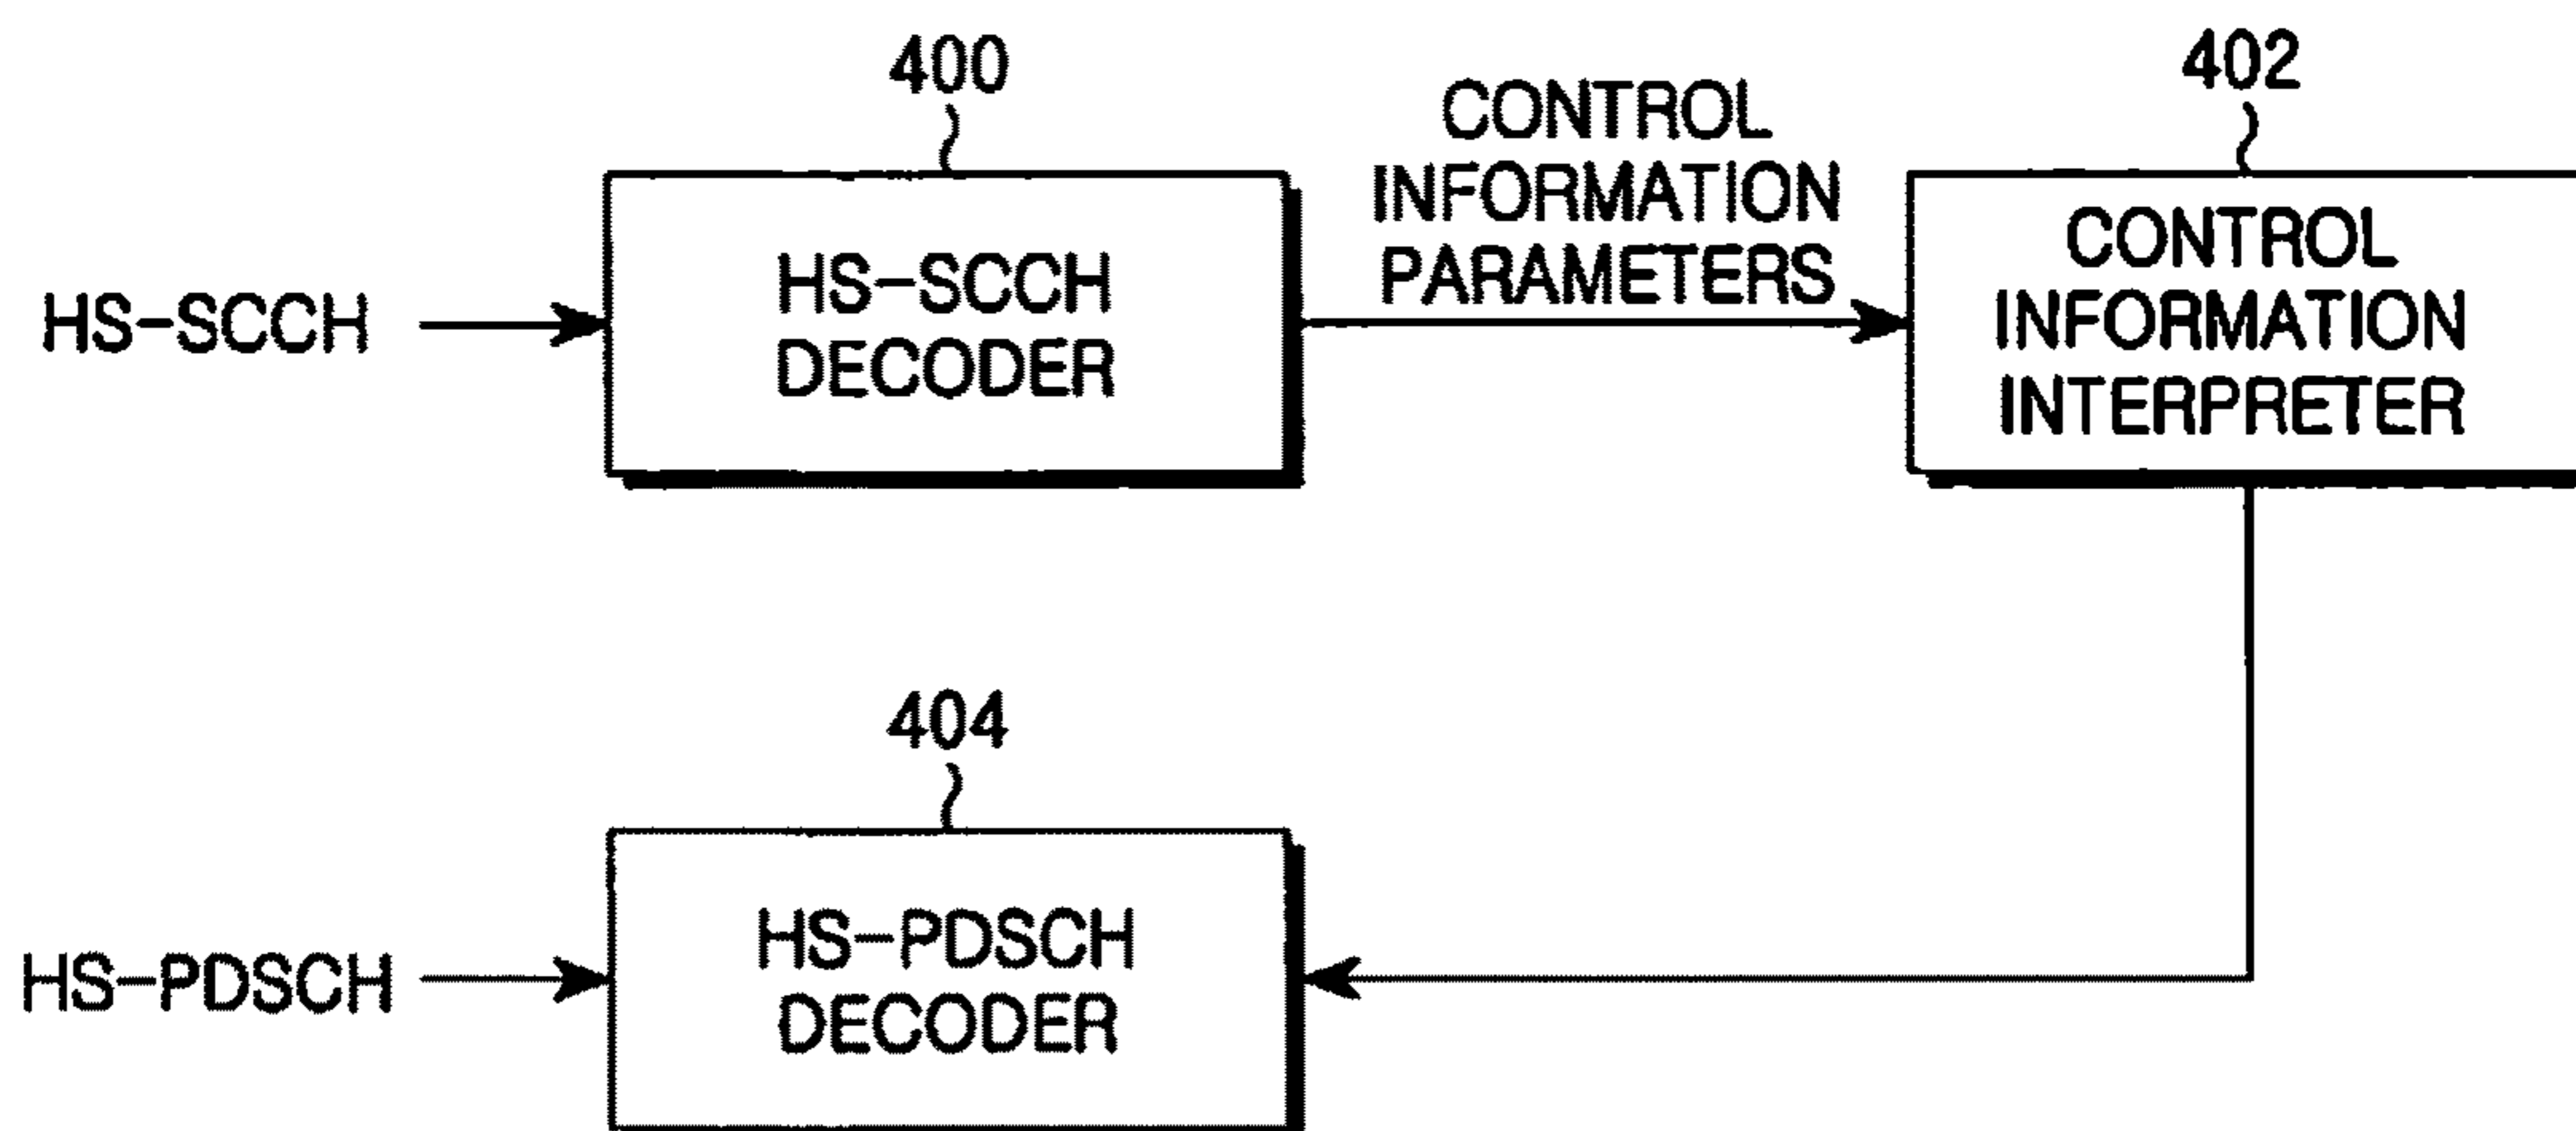 400
402
CONTROL
INFORMATION
PARAMETERS
HS-SCCH
HS-SCCH
DECODER
CONTROL
INFORMATION
INTERPRETER
404
HS-PDSCH
HS-PDSCH
DECODER